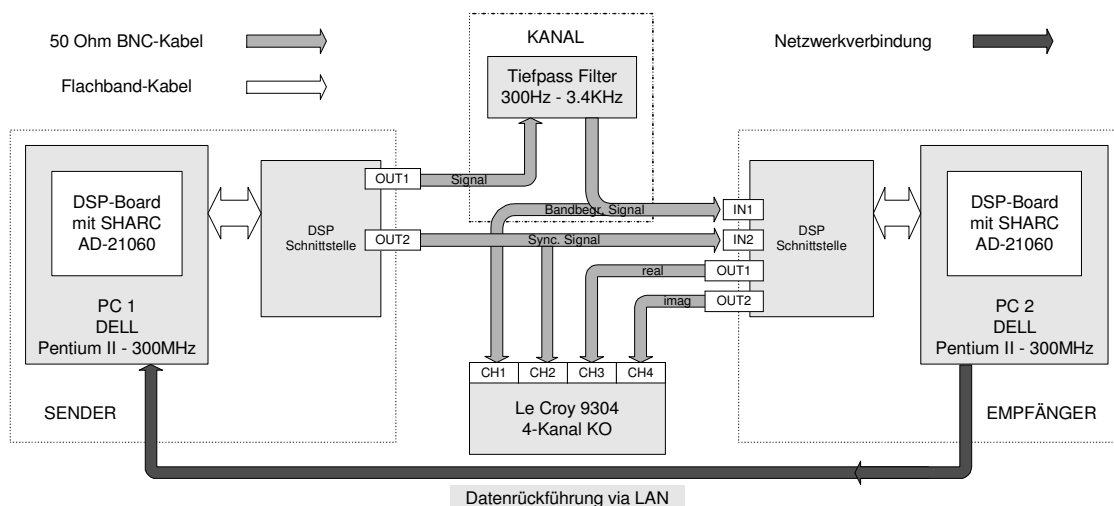 50 Ohm BNC-Kabel
Flachband-Kabel
KANAL
Tiefpass Filter
300Hz - 3.4KHz
Netzwerkverbindung
DSP-Board
mit SHARC
AD-21060
PC 1
DELL
Pentium II - 300MHz
SENDER
DSP
Schnittstelle
OUT1
OUT2
Signal
Bandbegr. Signal
Sync. Signal
real
imag
IN1
IN2
OUT1
OUT2
DSP
Schnittstelle
DSP-Board
mit SHARC
AD-21060
PC 2
DELL
Pentium II - 300MHz
EMPFÄNGER
CH1
CH2
CH3
CH4
Le Croy 9304
4-Kanal KO
Datenrückführung via LAN